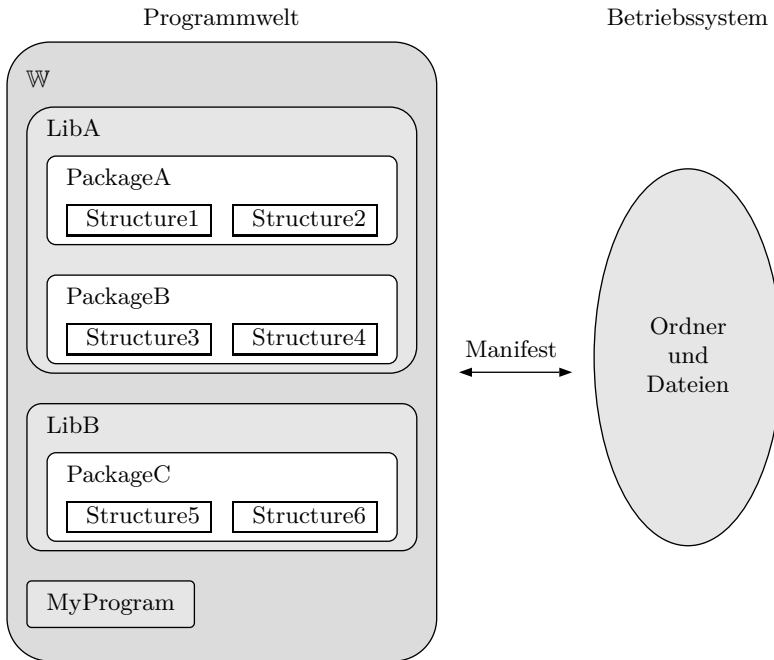 Programmwelt
Betriebssystem
𝕎
LibA
PackageA
Structure1
Structure2
PackageB
Structure3
Structure4
Manifest
Ordner
und
Dateien
LibB
PackageC
Structure5
Structure6
MyProgram